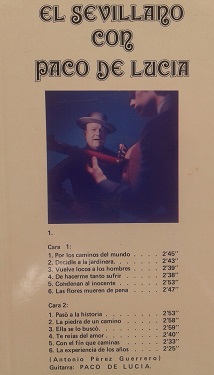 EL SEVILLANO
CON
PACO DE LUCIA
1.
Cara 1:
1. Por los caminos del mundo 2'45"
2. Decidle a la jardinera 2'43"
3. Vuelve locos a los hombres 2'39"
4. De hacerme tanto sufrir 2'38"
5. Condenan al inocente 2'53"
6. Las flores mueren de pena 2'47"
Cara 2:
1. Pasó a la historia 2'53"
2. La piedra de un camino 2'58"
3. Ella se lo buscó 2'59"
4. Te reías del amor 2'40"
5. Con el fin que caminas 2'33"
6. La experiencia de los años 2'25"
(Antonio Pérez Guerrero)
Guitarra: PACO DE LUCIA.